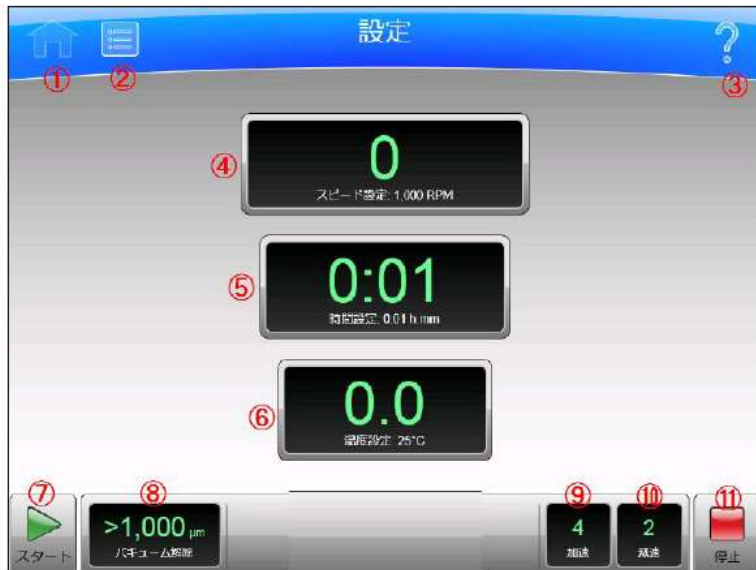 設定
①
②
③
④
0
スピード設定: 1,000 RPM
⑤
0:01
時間設定: 0:01 h:mm
⑥
0.0
温度設定: 25°C
⑦
スタート
⑧
>1,000 µm
バキューム解除
⑨
4
加速
⑩
2
減速
⑪
停止